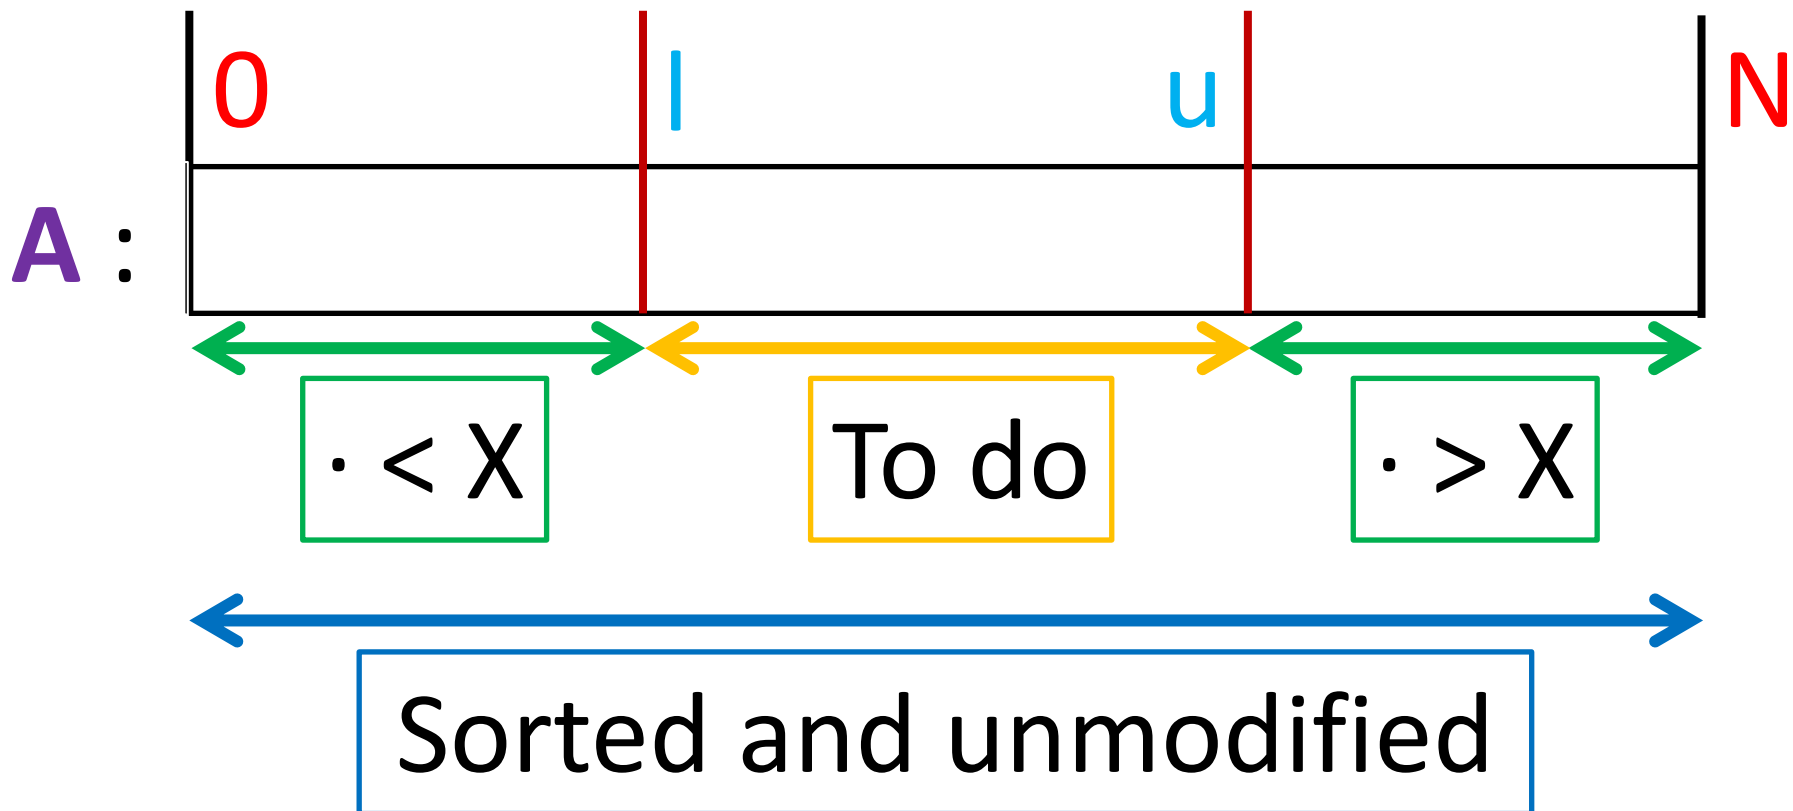 0 l u N
A :
· < X To do · > X
Sorted and unmodified